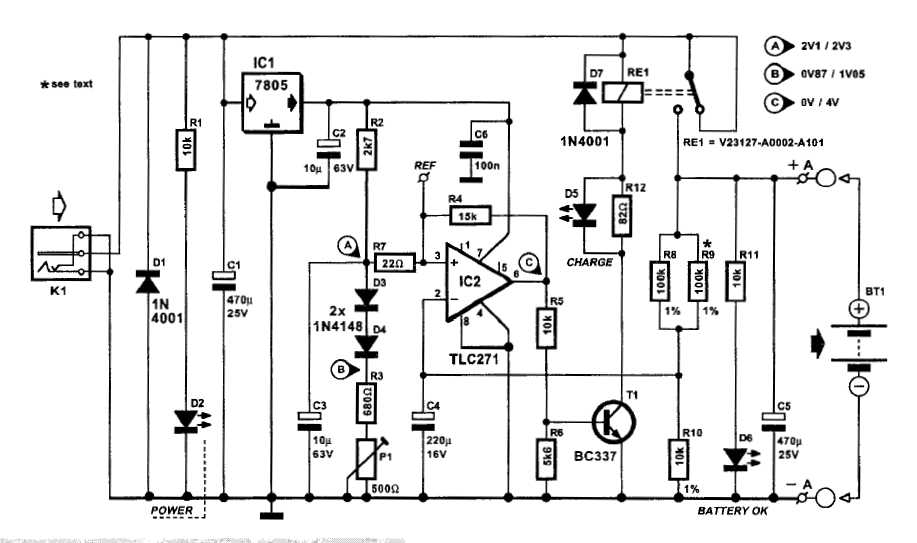 A 2V1 / 2V3
B 0V87 / 1V05
C 0V / 4V
* see text
IC1
7805
D7
RE1
1N4001
RE1 = V23127-A0002-A101
R1
10k
C2
10µ 63V
R2
2k7
C6
100n
REF
R4
15k
D5
R12
82Ω
CHARGE
+ A
K1
D1
1N
4001
C1
470µ
25V
A
R7
22Ω
3
+
1
7
5
IC2
6
C
2
−
8
4
TLC271
D3
2x
1N4148
D4
B
R3
680Ω
R5
10k
R8
100k
1%
*
R9
100k
1%
R11
10k
BT1
+
−
D2
POWER
C3
10µ
63V
P1
500Ω
C4
220µ
16V
R6
5k6
T1
BC337
R10
10k
1%
D6
BATTERY OK
C5
470µ
25V
− A